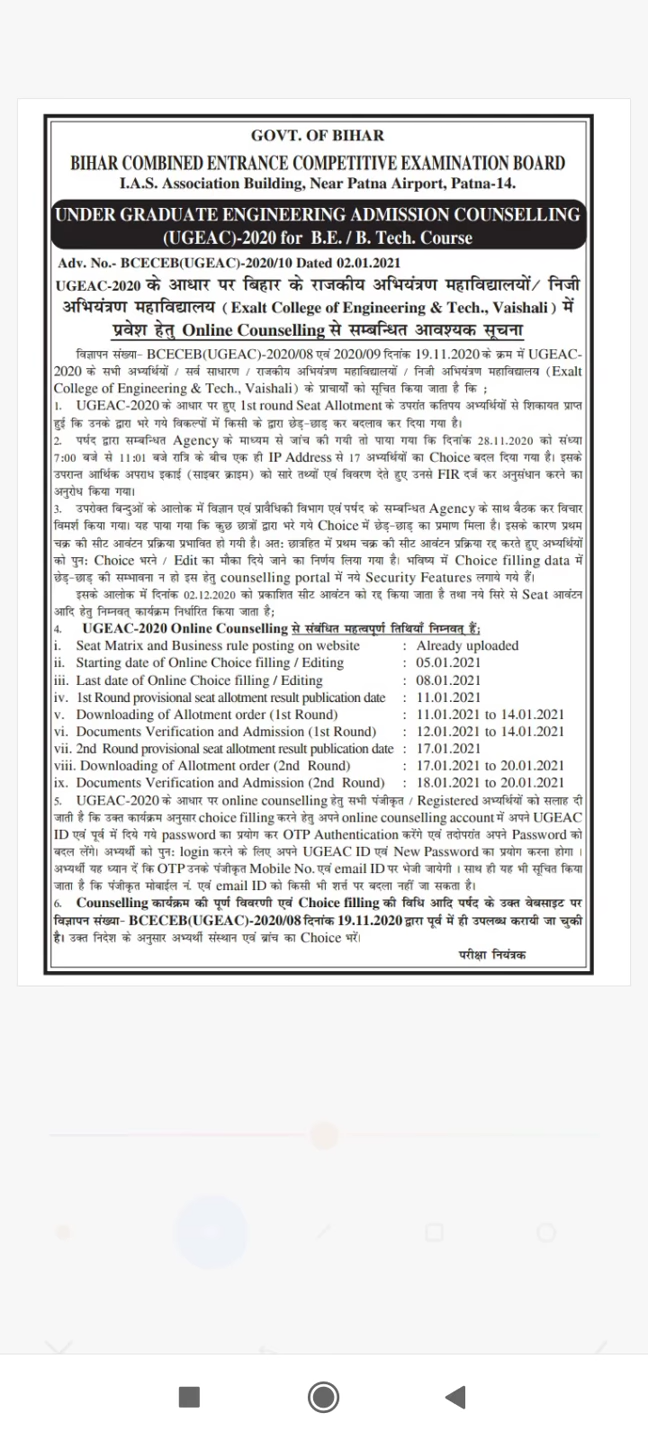 GOVT. OF BIHAR
BIHAR COMBINED ENTRANCE COMPETITIVE EXAMINATION BOARD
I.A.S. Association Building, Near Patna Airport, Patna-14.
UNDER GRADUATE ENGINEERING ADMISSION COUNSELLING
(UGEAC)-2020 for B.E. / B. Tech. Course
Adv. No.- BCECEB(UGEAC)-2020/10 Dated 02.01.2021
UGEAC-2020 के आधार पर बिहार के राजकीय अभियंत्रण महाविद्यालयों/ निजी
अभियंत्रण महाविद्यालय ( Exalt College of Engineering & Tech., Vaishali ) में
प्रवेश हेतु Online Counselling से सम्बन्धित आवश्यक सूचना
विज्ञापन संख्या- BCECEB(UGEAC)-2020/08 एवं 2020/09 दिनांक 19.11.2020 के क्रम में UGEAC-
2020 के सभी अभ्यर्थियों / सर्व साधारण / राजकीय अभियंत्रण महाविद्यालयों / निजी अभियंत्रण महाविद्यालय (Exalt
College of Engineering & Tech., Vaishali) के प्राचार्यों को सूचित किया जाता है कि ;
1. UGEAC-2020 के आधार पर हुए 1st round Seat Allotment के उपरांत कतिपय अभ्यर्थियों से शिकायत प्राप्त
हुई कि उनके द्वारा भरे गये विकल्पों में किसी के द्वारा छेड़-छाड़ कर बदलाव कर दिया गया है।
2. पर्षद द्वारा सम्बन्धित Agency के माध्यम से जांच की गयी तो पाया गया कि दिनांक 28.11.2020 को संध्या
7:00 बजे से 11:01 बजे रात्रि के बीच एक ही IP Address से 17 अभ्यर्थियों का Choice बदल दिया गया है। इसके
उपरान्त आर्थिक अपराध इकाई (साइबर क्राइम) को सारे तथ्यों एवं विवरण देते हुए उनसे FIR दर्ज कर अनुसंधान करने का
अनुरोध किया गया।
3. उपरोक्त बिन्दुओं के आलोक में विज्ञान एवं प्रावैधिकी विभाग एवं पर्षद के सम्बन्धित Agency के साथ बैठक कर विचार
विमर्श किया गया। यह पाया गया कि कुछ छात्रों द्वारा भरे गये Choice में छेड़-छाड़ का प्रमाण मिला है। इसके कारण प्रथम
चक्र की सीट आवंटन प्रक्रिया प्रभावित हो गयी है। अत: छात्रहित में प्रथम चक्र की सीट आवंटन प्रक्रिया रद्द करते हुए अभ्यर्थियों
को पुन: Choice भरने / Edit का मौका दिये जाने का निर्णय लिया गया है। भविष्य में Choice filling data में
छेड़-छाड़ की सम्भावना न हो इस हेतु counselling portal में नये Security Features लगाये गये हैं।
इसके आलोक में दिनांक 02.12.2020 को प्रकाशित सीट आवंटन को रद्द किया जाता है तथा नये सिरे से Seat आवंटन
आदि हेतु निम्नवत् कार्यक्रम निर्धारित किया जाता है;
4. UGEAC-2020 Online Counselling से संबंधित महत्वपूर्ण तिथियाँ निम्नवत् हैं;
i. Seat Matrix and Business rule posting on website : Already uploaded
ii. Starting date of Online Choice filling / Editing : 05.01.2021
iii. Last date of Online Choice filling / Editing : 08.01.2021
iv. 1st Round provisional seat allotment result publication date : 11.01.2021
v. Downloading of Allotment order (1st Round) : 11.01.2021 to 14.01.2021
vi. Documents Verification and Admission (1st Round) : 12.01.2021 to 14.01.2021
vii. 2nd Round provisional seat allotment result publication date : 17.01.2021
viii. Downloading of Allotment order (2nd Round) : 17.01.2021 to 20.01.2021
ix. Documents Verification and Admission (2nd Round) : 18.01.2021 to 20.01.2021
5. UGEAC-2020 के आधार पर online counselling हेतु सभी पंजीकृत / Registered अभ्यर्थियों को सलाह दी
जाती है कि उक्त कार्यक्रम अनुसार choice filling करने हेतु अपने online counselling account में अपने UGEAC
ID एवं पूर्व में दिये गये password का प्रयोग कर OTP Authentication करेंगे एवं तदोपरांत अपने Password को
बदल लेंगे। अभ्यर्थी को पुन: login करने के लिए अपने UGEAC ID एवं New Password का प्रयोग करना होगा ।
अभ्यर्थी यह ध्यान दें कि OTP उनके पंजीकृत Mobile No. एवं email ID पर भेजी जायेगी । साथ ही यह भी सूचित किया
जाता है कि पंजीकृत मोबाईल नं. एवं email ID को किसी भी शर्त्त पर बदला नहीं जा सकता है।
6. Counselling कार्यक्रम की पूर्ण विवरणी एवं Choice filling की विधि आदि पर्षद के उक्त वेबसाइट पर
विज्ञापन संख्या- BCECEB(UGEAC)-2020/08 दिनांक 19.11.2020 द्वारा पूर्व में ही उपलब्ध करायी जा चुकी
है। उक्त निदेश के अनुसार अभ्यर्थी संस्थान एवं ब्रांच का Choice भरें।
परीक्षा नियंत्रक